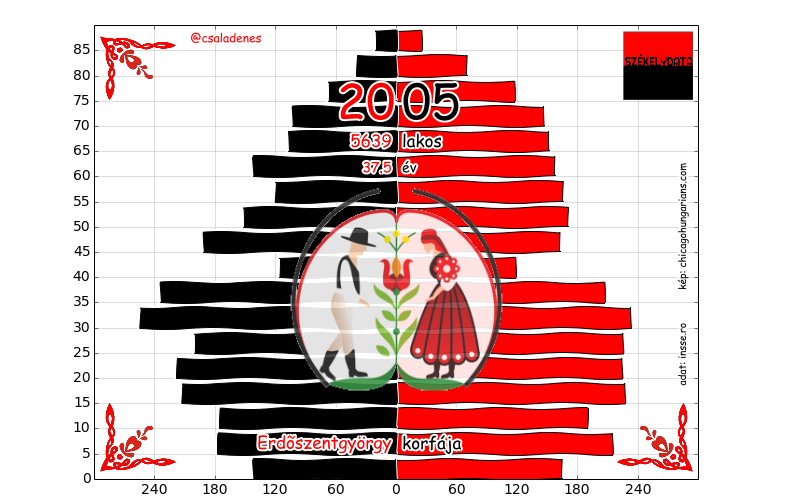 @csaladenes
SZÉKELYDATA
2005
5639 lakos
37.5 év
kép: chicagohungarians.com
adat: insse.ro
Erdőszentgyörgy korfája
85
80
75
70
65
60
55
50
45
40
35
30
25
20
15
10
5
0
240 180 120 60 0 60 120 180 240